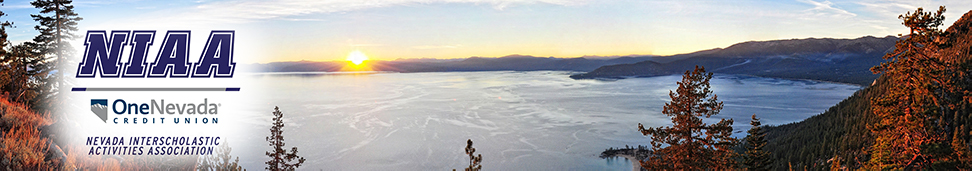 NIAA
OneNevada®
CREDIT UNION
NEVADA INTERSCHOLASTIC
ACTIVITIES ASSOCIATION